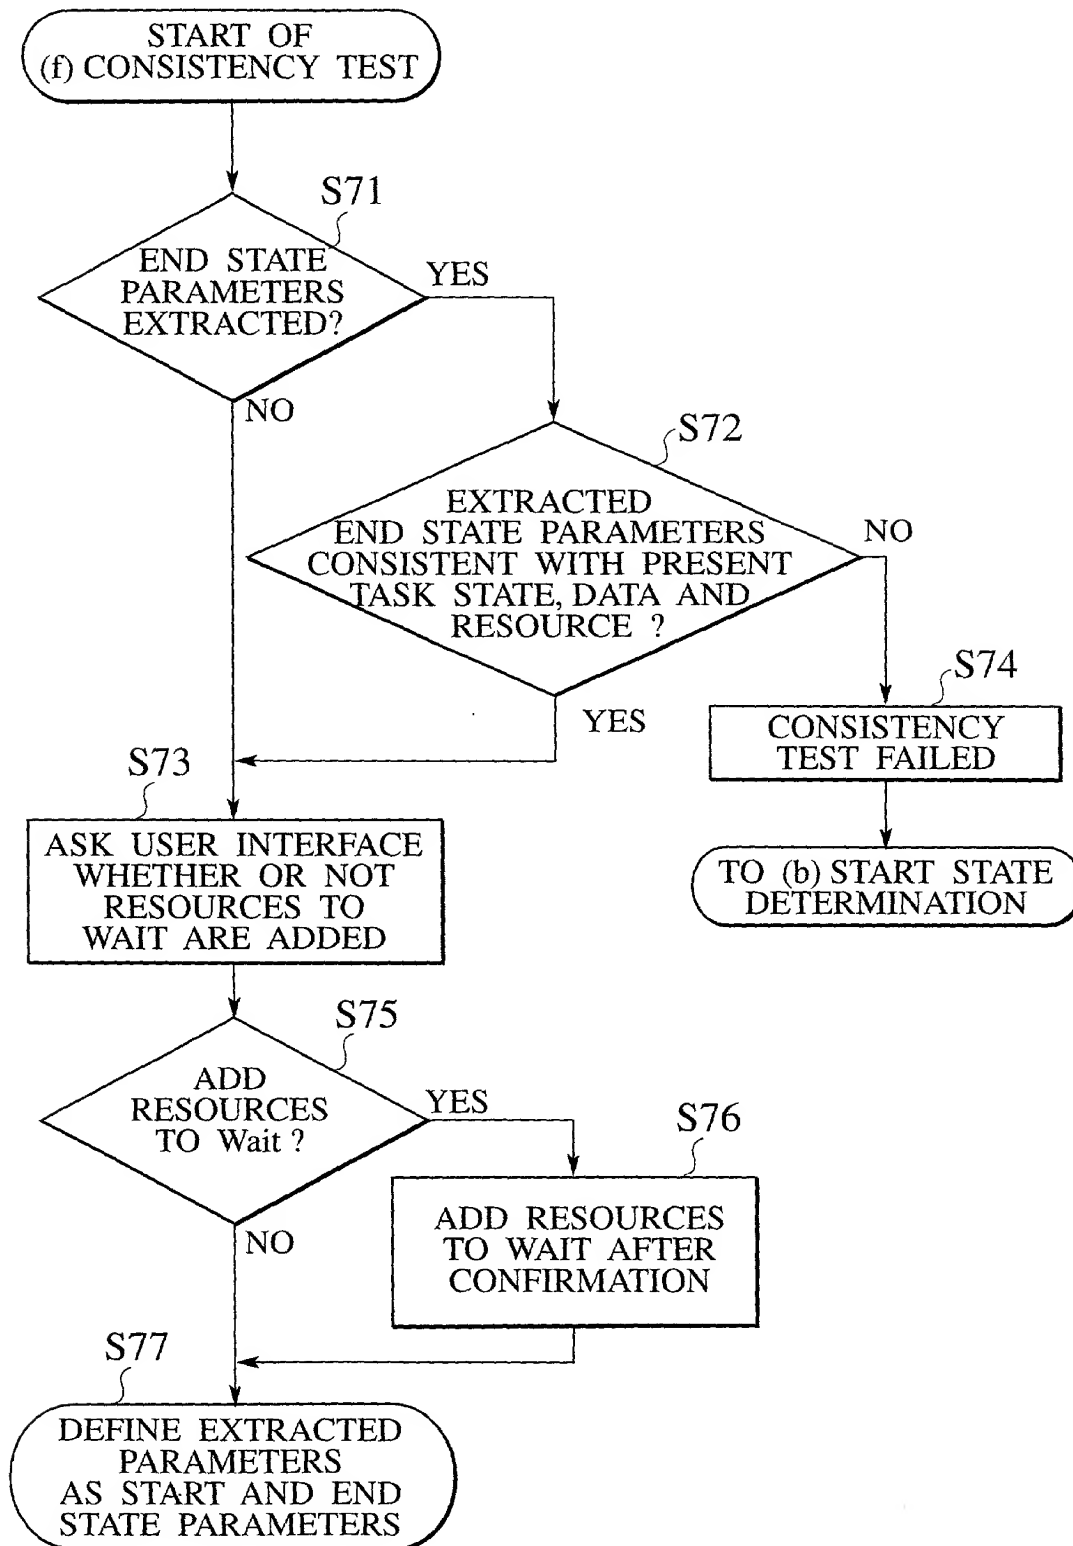 START OF
(f) CONSISTENCY TEST
S71
END STATE
PARAMETERS
EXTRACTED?
YES
NO
S72
EXTRACTED
END STATE PARAMETERS
CONSISTENT WITH PRESENT
TASK STATE, DATA AND
RESOURCE ?
NO
YES
S74
CONSISTENCY
TEST FAILED
TO (b) START STATE
DETERMINATION
S73
ASK USER INTERFACE
WHETHER OR NOT
RESOURCES TO
WAIT ARE ADDED
S75
ADD
RESOURCES
TO Wait ?
YES
NO
S76
ADD RESOURCES
TO WAIT AFTER
CONFIRMATION
S77
DEFINE EXTRACTED
PARAMETERS
AS START AND END
STATE PARAMETERS